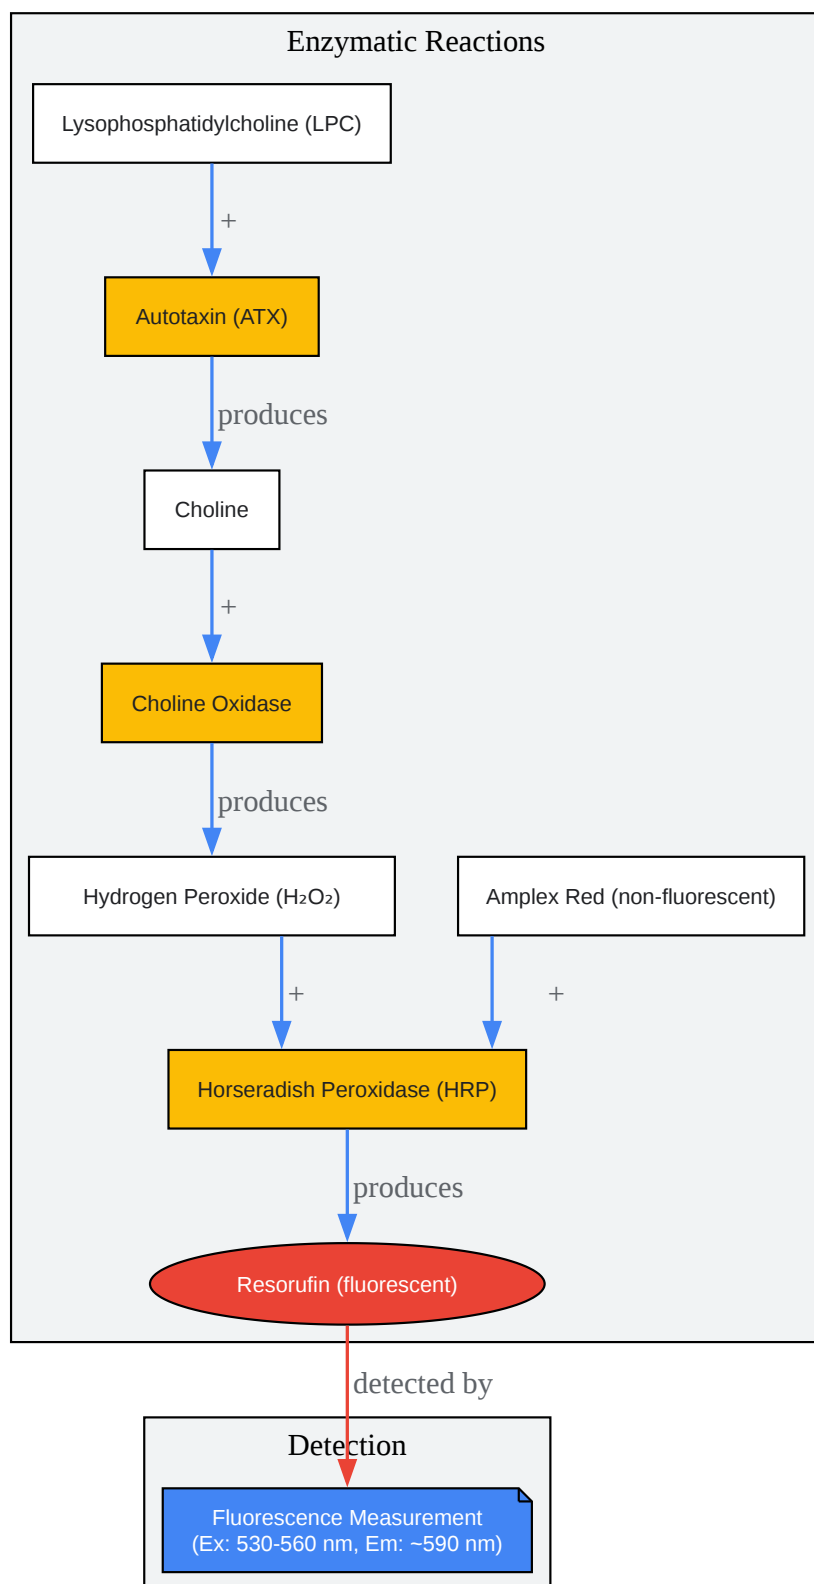 Enzymatic Reactions
Lysophosphatidylcholine (LPC)
+
Autotaxin (ATX)
produces
Choline
+
Choline Oxidase
produces
Hydrogen Peroxide (H₂O₂)
Amplex Red (non-fluorescent)
+
+
Horseradish Peroxidase (HRP)
produces
Resorufin (fluorescent)
detected by
Detection
Fluorescence Measurement
(Ex: 530-560 nm, Em: ~590 nm)